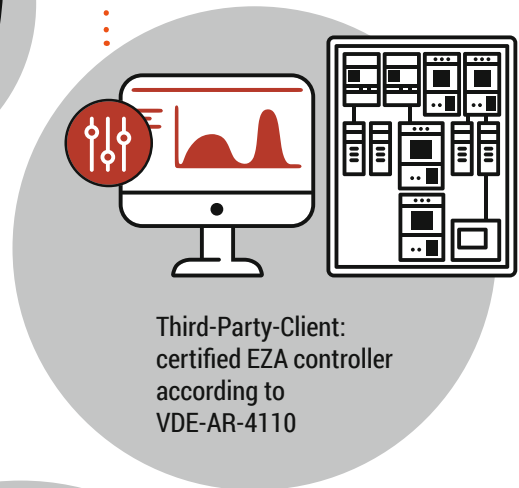 Third-Party-Client:
certified EZA controller
according to
VDE-AR-4110